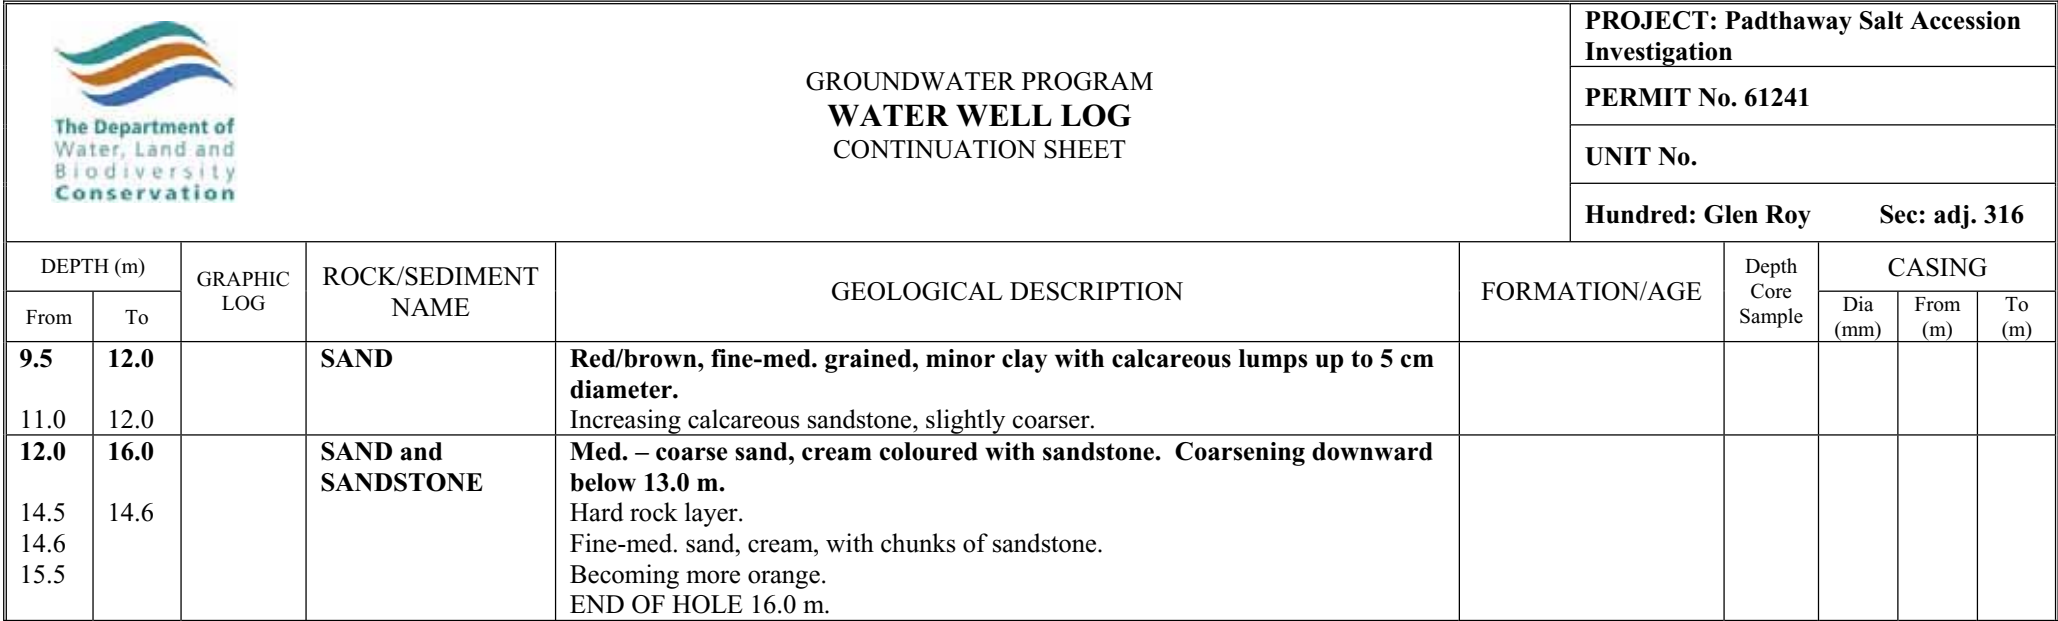 The Department of
Water, Land and
Biodiversity
Conservation
GROUNDWATER PROGRAM
WATER WELL LOG
CONTINUATION SHEET
PROJECT: Padthaway Salt Accession
Investigation
PERMIT No. 61241
UNIT No.
Hundred: Glen Roy Sec: adj. 316
DEPTH (m)
From To
GRAPHIC
LOG
ROCK/SEDIMENT
NAME
GEOLOGICAL DESCRIPTION
FORMATION/AGE
Depth
Core
Sample
CASING
Dia
(mm)
From
(m)
To
(m)
9.5 12.0 SAND Red/brown, fine-med. grained, minor clay with calcareous lumps up to 5 cm
diameter.
11.0 12.0 Increasing calcareous sandstone, slightly coarser.
12.0 16.0 SAND and Med. – coarse sand, cream coloured with sandstone. Coarsening downward
SANDSTONE below 13.0 m.
14.5 14.6 Hard rock layer.
14.6 Fine-med. sand, cream, with chunks of sandstone.
15.5 Becoming more orange.
END OF HOLE 16.0 m.